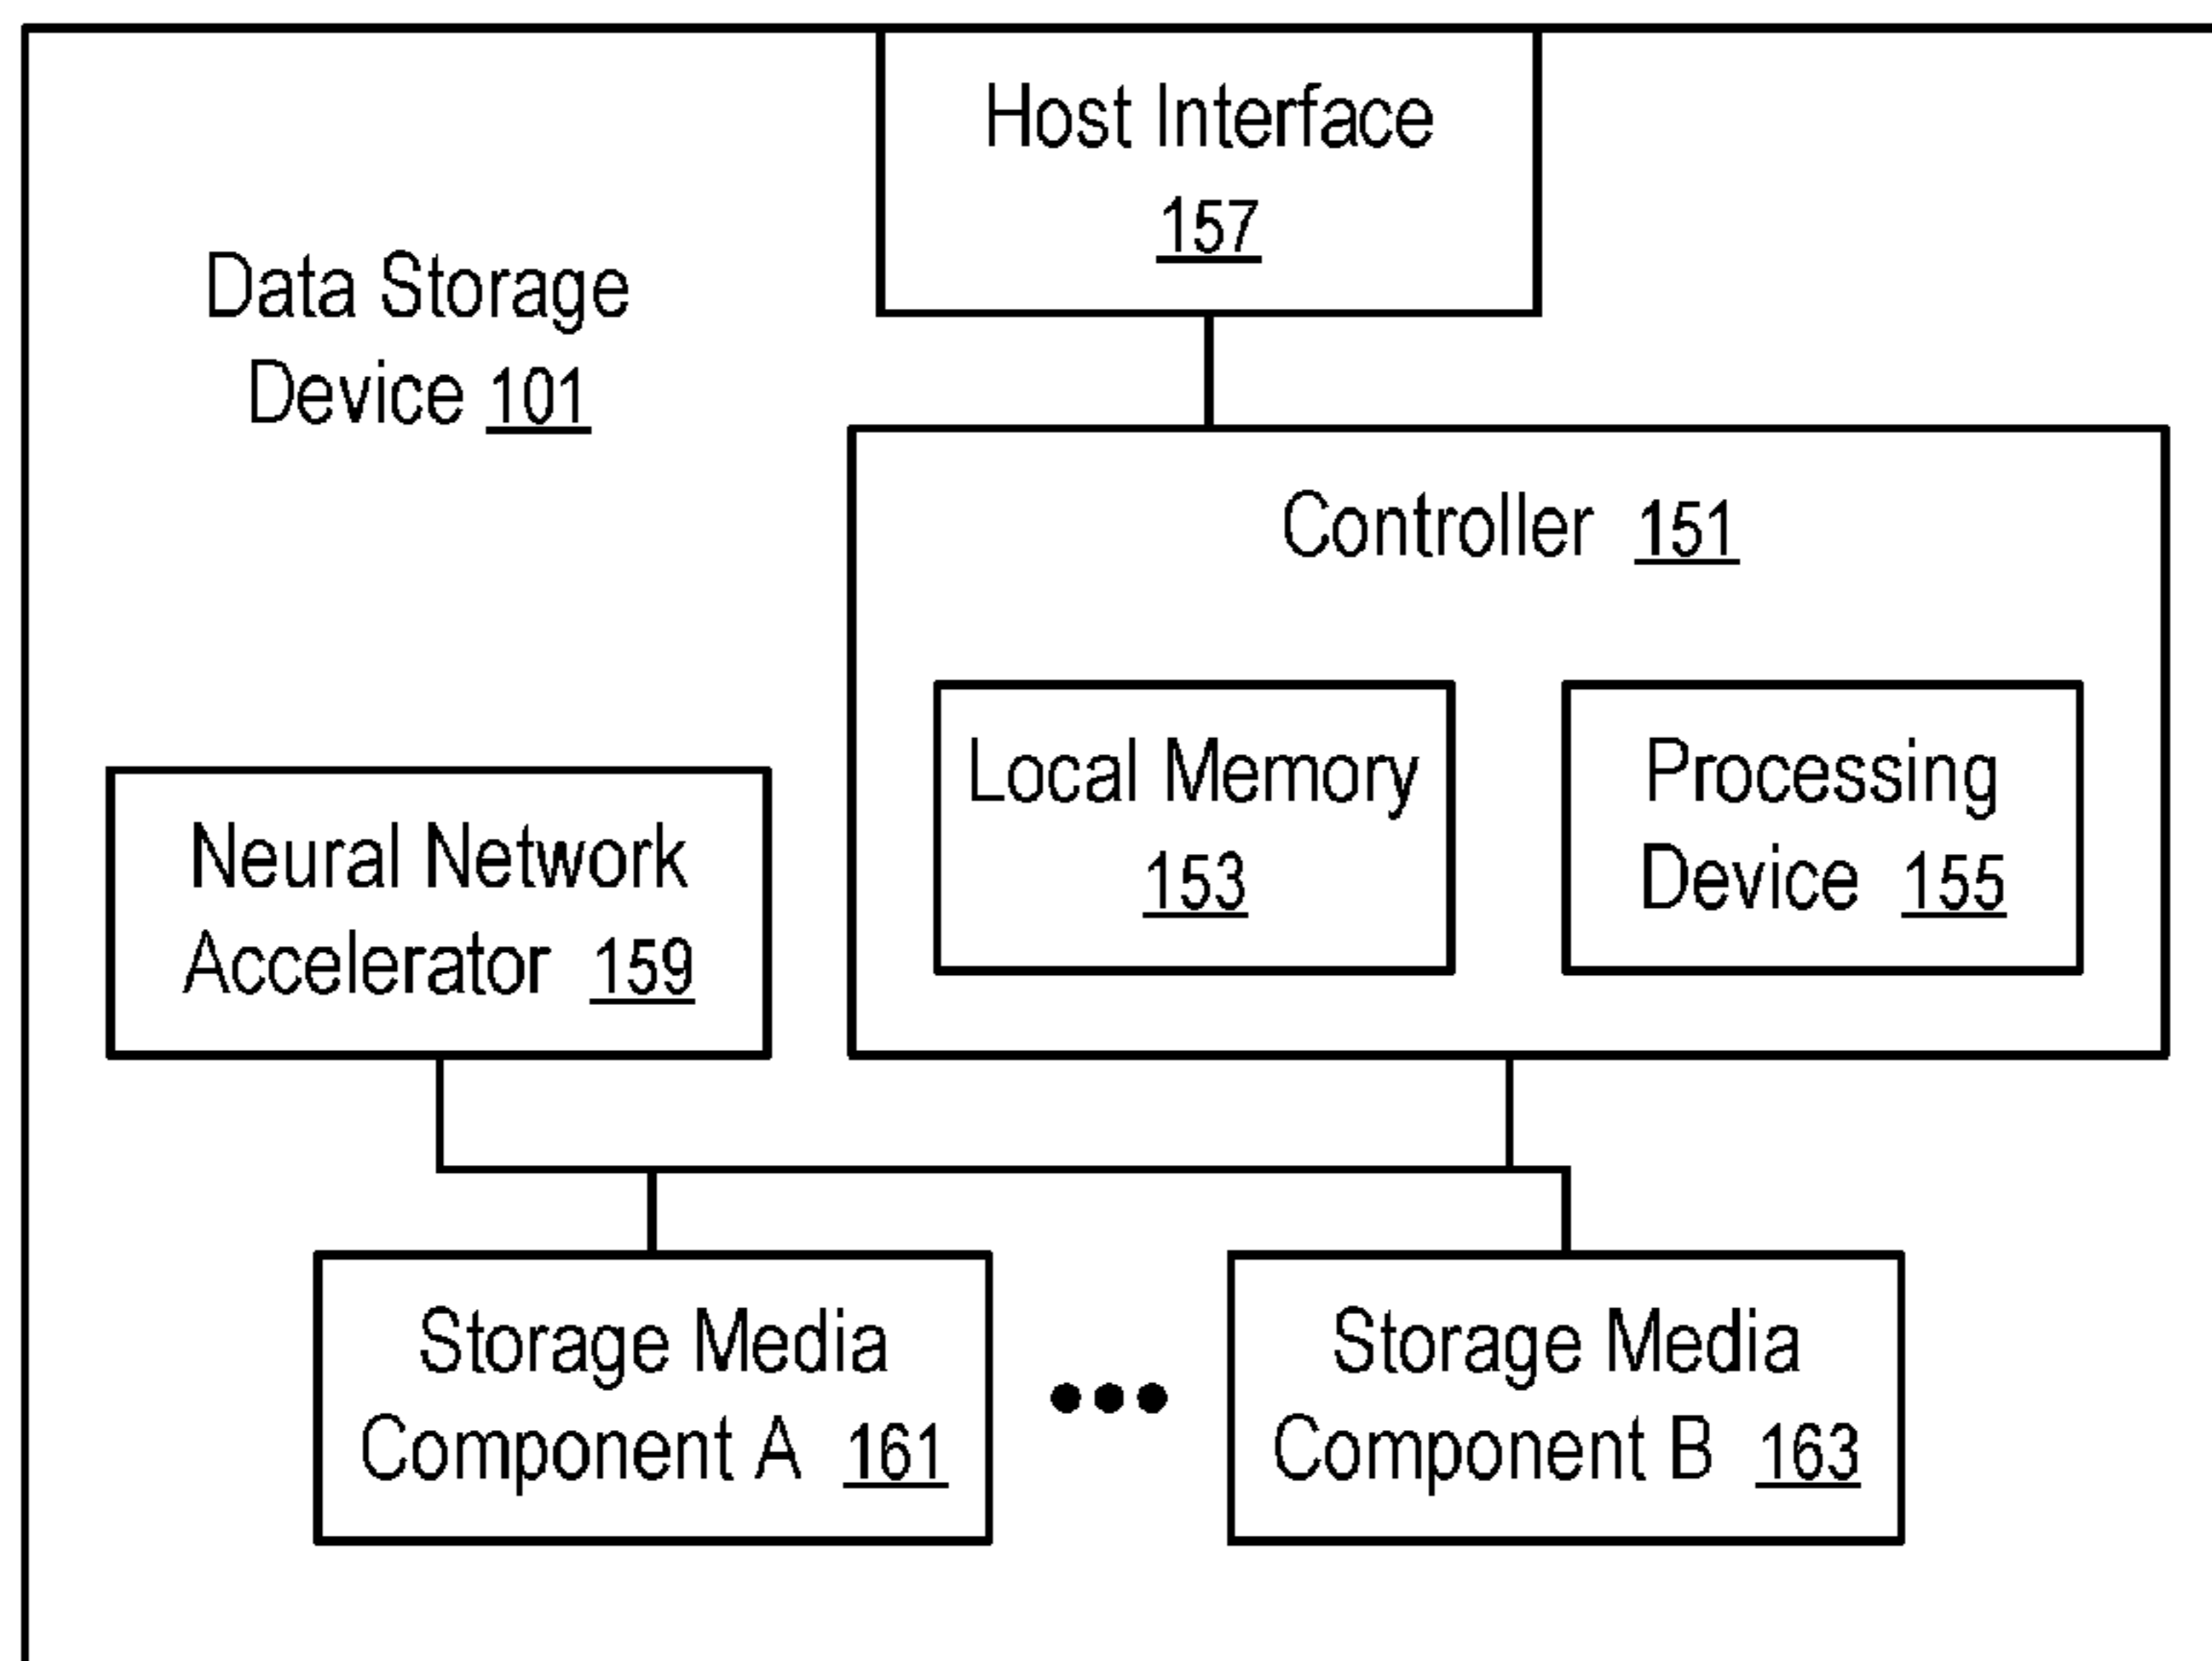 Host Interface
157
Data Storage
Device 101
Controller 151
Local Memory
153
Processing
Device 155
Neural Network
Accelerator 159
Storage Media
Component A 161
Storage Media
Component B 163